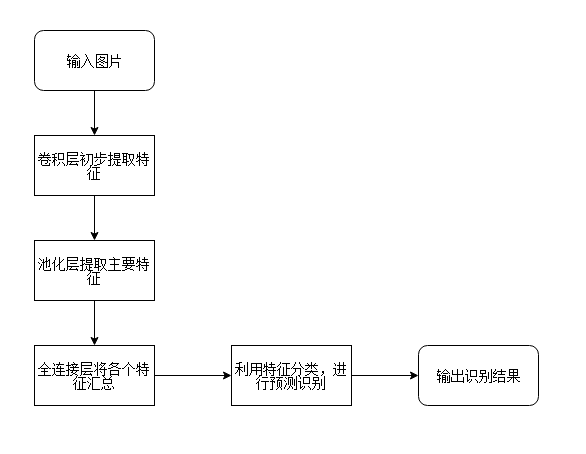 输入图片
卷积层初步提取特
征
池化层提取主要特
征
全连接层将各个特
征汇总
利用特征分类，进
行预测识别
输出识别结果